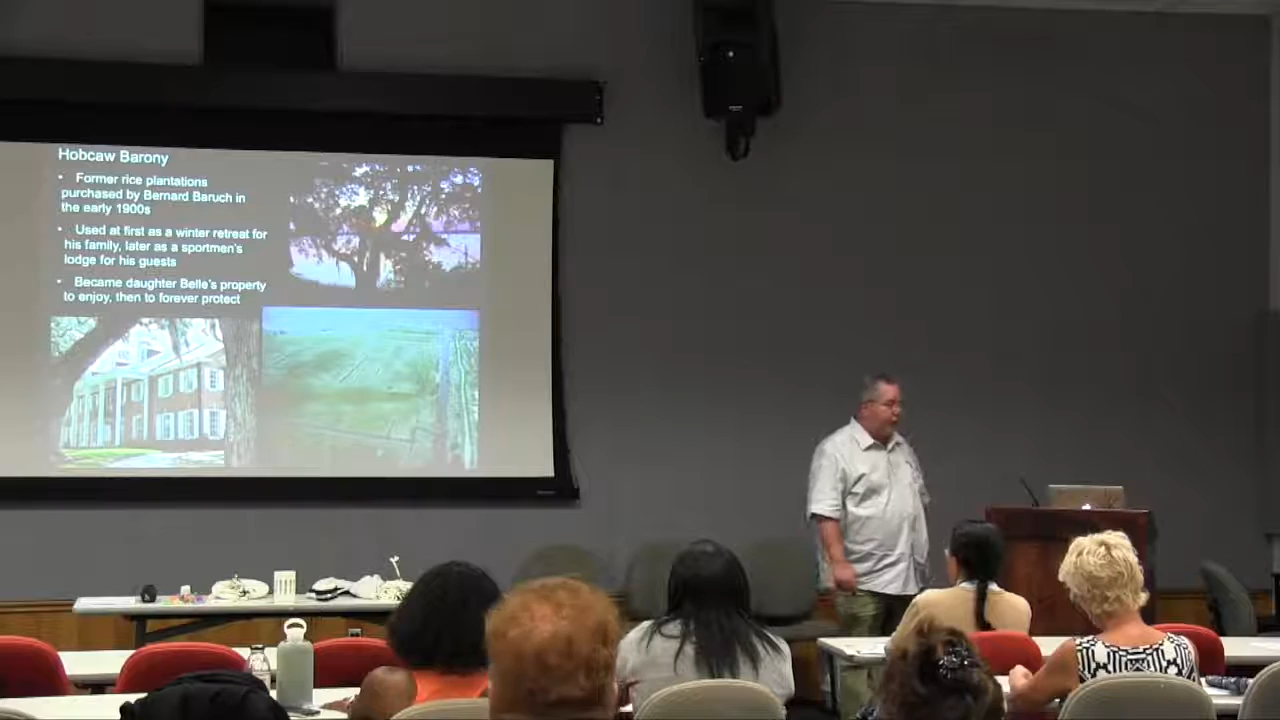 Hobcaw Barony
• Former rice plantations
purchased by Bernard Baruch in
the early 1900s
• Used at first as a winter retreat for
his family, later as a sportmen's
lodge for his guests
• Became daughter Belle's property
to enjoy, then to forever protect